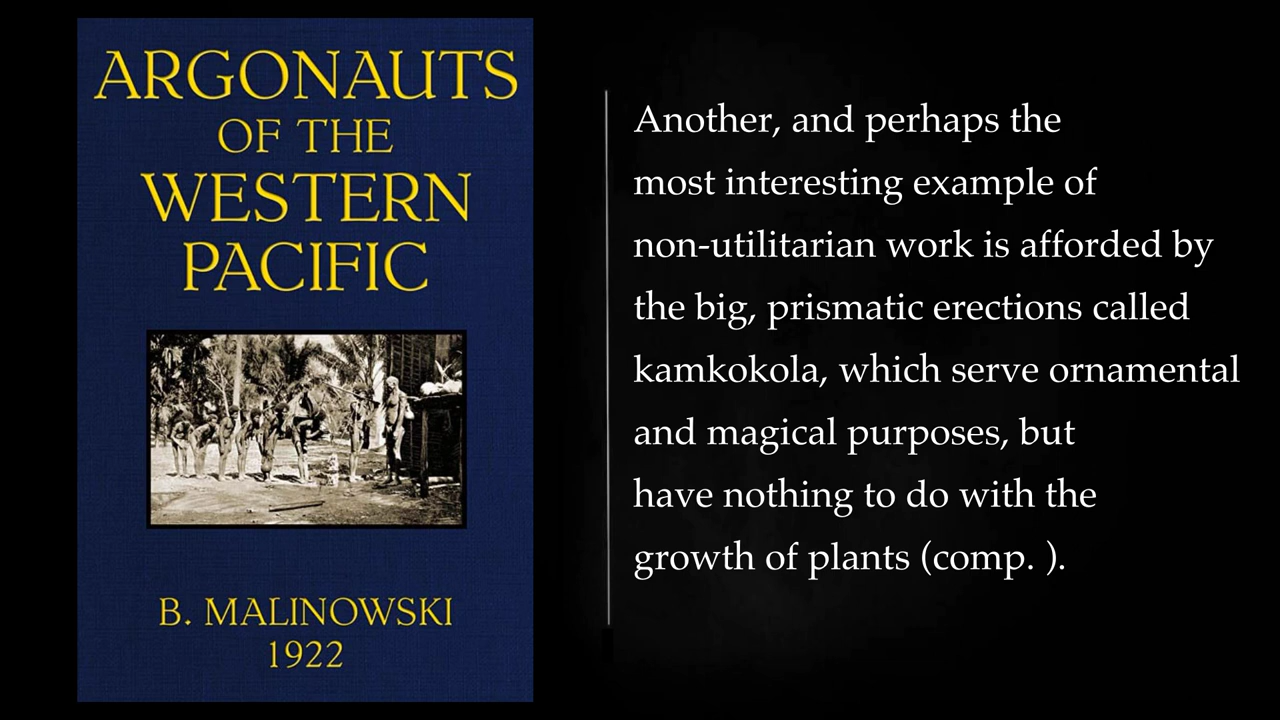 ARGONAUTS
OF THE
WESTERN
PACIFIC
B. MALINOWSKI
1922
Another, and perhaps the
most interesting example of
non-utilitarian work is afforded by
the big, prismatic erections called
kamkokola, which serve ornamental
and magical purposes, but
have nothing to do with the
growth of plants (comp. ).